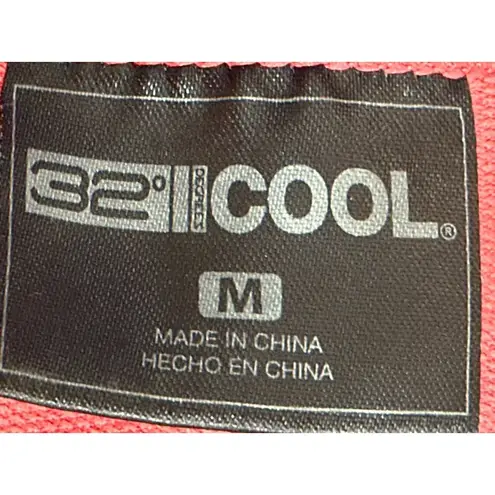 32° DEGREES COOL®
M
MADE IN CHINA
HECHO EN CHINA